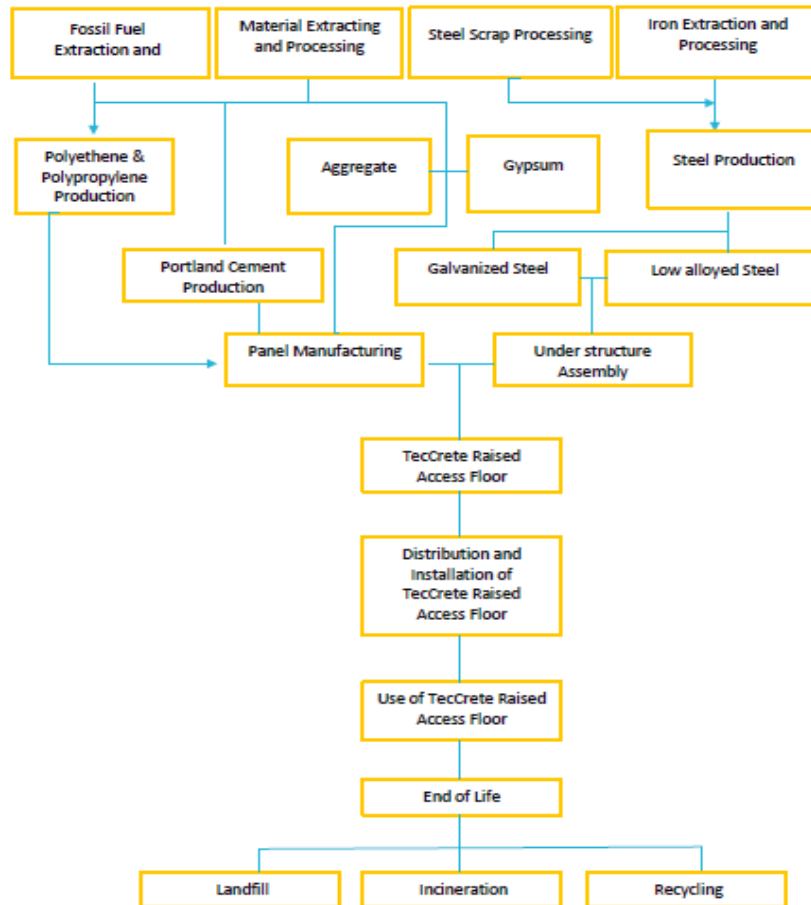 Fossil Fuel
Extraction and
Material Extracting
and Processing
Steel Scrap Processing
Iron Extraction and
Processing
Polyethene &
Polypropylene
Production
Aggregate
Gypsum
Steel Production
Portland Cement
Production
Galvanized Steel
Low alloyed Steel
Panel Manufacturing
Under structure
Assembly
TecCrete Raised
Access Floor
Distribution and
Installation of
TecCrete Raised
Access Floor
Use of TecCrete Raised
Access Floor
End of Life
Landfill
Incineration
Recycling